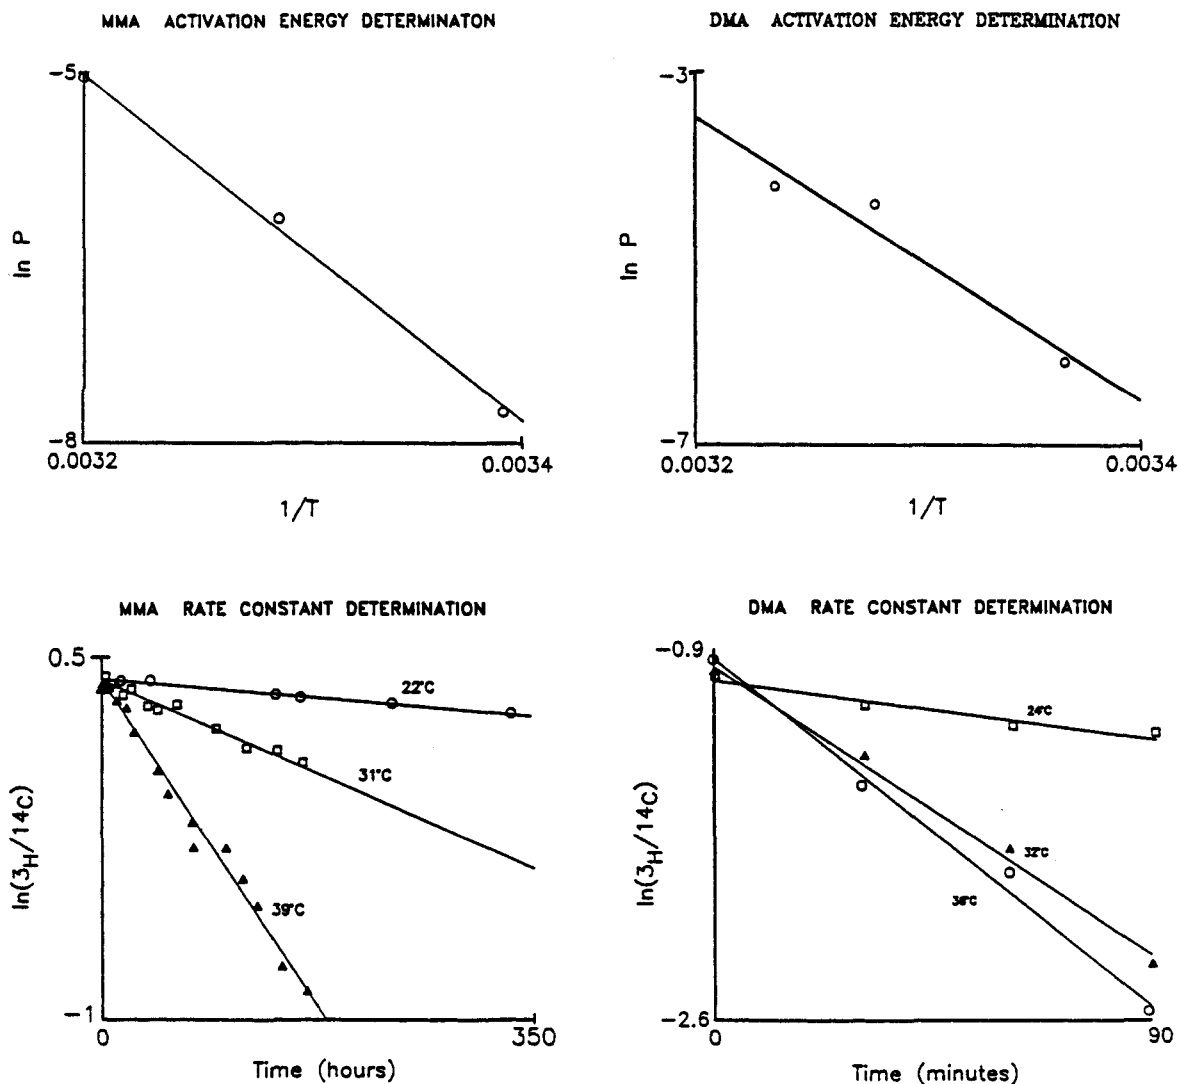 MMA ACTIVATION ENERGY DETERMINATON
-5
ln P
-8
0.0032
0.0034
1/T
DMA ACTIVATION ENERGY DETERMINATION
-3
ln P
-7
0.0032
0.0034
1/T
MMA RATE CONSTANT DETERMINATION
0.5
22°C
31°C
39°C
ln(3H/14C)
-1
0
350
Time (hours)
DMA RATE CONSTANT DETERMINATION
-0.9
24°C
32°C
36°C
ln(3H/14C)
-2.6
0
90
Time (minutes)